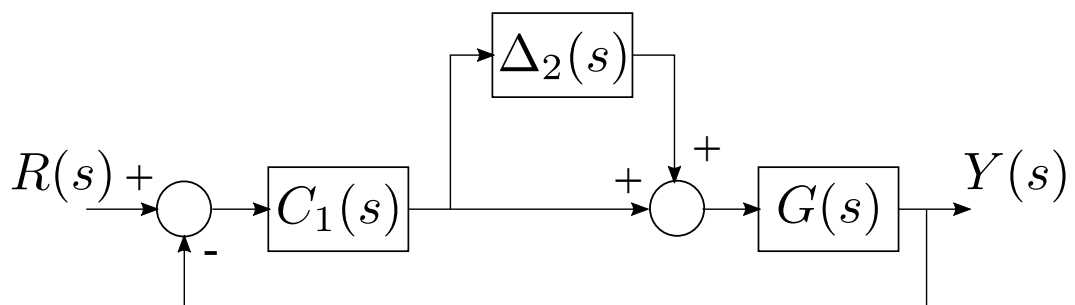 Δ₂(s)
R(s) + C₁(s) + + G(s) Y(s)
-